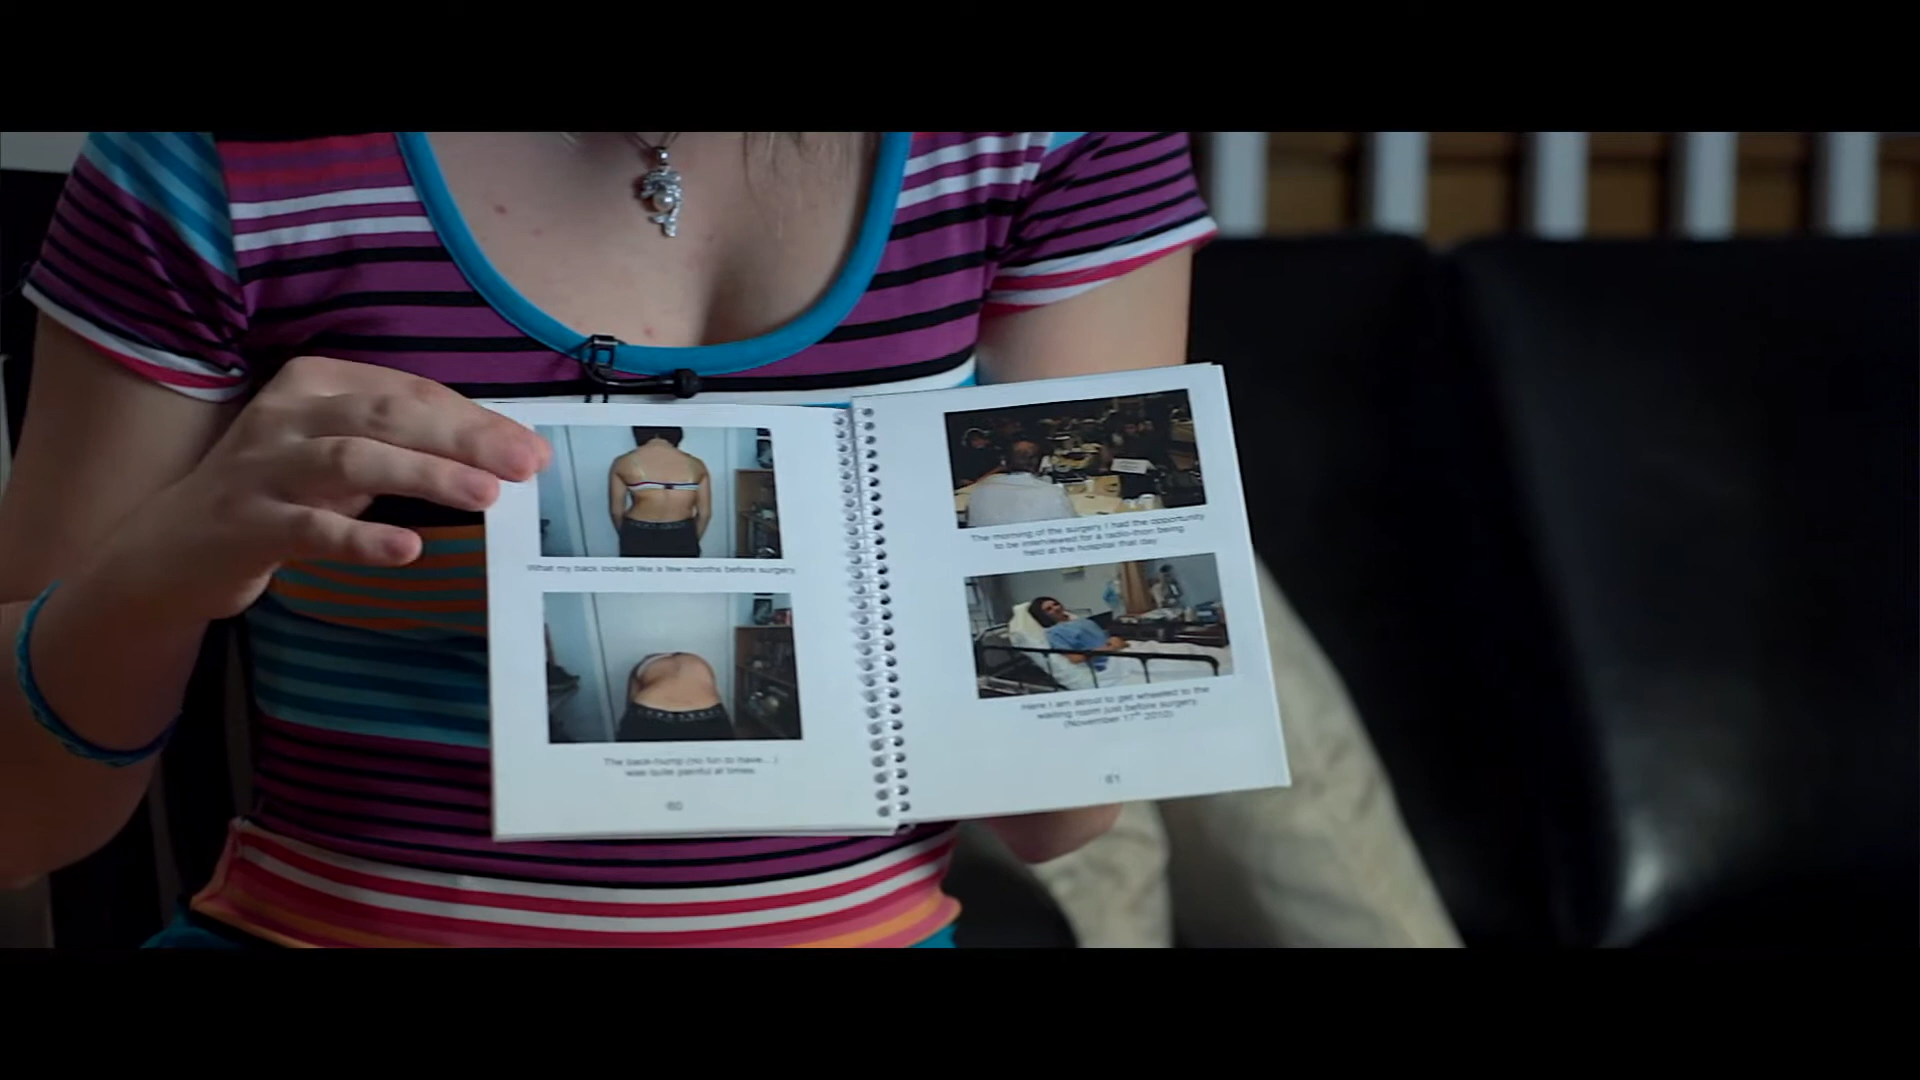 What my back looked like a few months before surgery.
The back-hump (no fun to have...)
was quite painful at times.
60
The morning of the surgery I had the opportunity
to be interviewed for a radio-thon being
held at the hospital that day.
Here I am about to get wheeled to the
waiting room just before surgery.
(November 17th 2010)
61